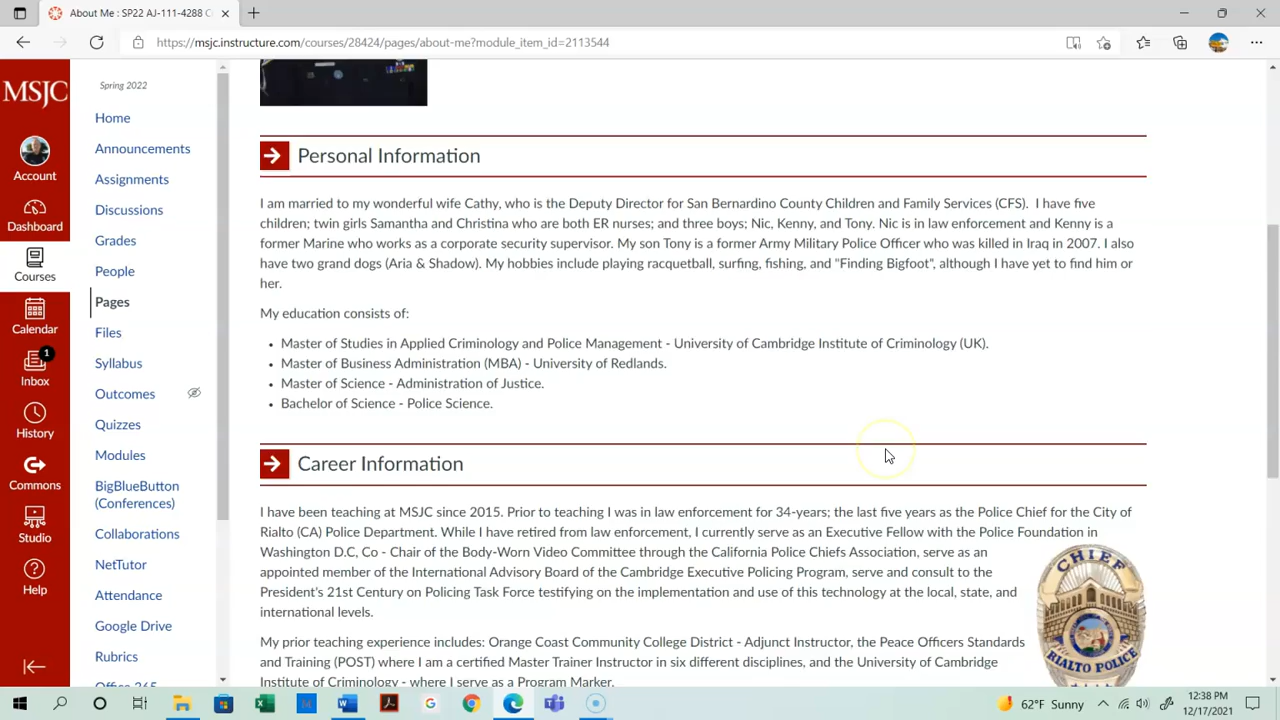 About Me : SP22 AJ-111-4288 C
https://msjc.instructure.com/courses/28424/pages/about-me?module_item_id=2113544
MSJC
Account
Dashboard
Courses
Calendar
1
Inbox
History
Commons
Studio
Help
Spring 2022
Home
Announcements
Assignments
Discussions
Grades
People
Pages
Files
Syllabus
Outcomes
Quizzes
Modules
BigBlueButton
(Conferences)
Collaborations
NetTutor
Attendance
Google Drive
Rubrics
Office 365
Personal Information
I am married to my wonderful wife Cathy, who is the Deputy Director for San Bernardino County Children and Family Services (CFS). I have five
children; twin girls Samantha and Christina who are both ER nurses; and three boys; Nic, Kenny, and Tony. Nic is in law enforcement and Kenny is a
former Marine who works as a corporate security supervisor. My son Tony is a former Army Military Police Officer who was killed in Iraq in 2007. I also
have two grand dogs (Aria & Shadow). My hobbies include playing racquetball, surfing, fishing, and "Finding Bigfoot", although I have yet to find him or
her.
My education consists of:
• Master of Studies in Applied Criminology and Police Management - University of Cambridge Institute of Criminology (UK).
• Master of Business Administration (MBA) - University of Redlands.
• Master of Science - Administration of Justice.
• Bachelor of Science - Police Science.
Career Information
I have been teaching at MSJC since 2015. Prior to teaching I was in law enforcement for 34-years; the last five years as the Police Chief for the City of
Rialto (CA) Police Department. While I have retired from law enforcement, I currently serve as an Executive Fellow with the Police Foundation in
Washington D.C, Co - Chair of the Body-Worn Video Committee through the California Police Chiefs Association, serve as an
appointed member of the International Advisory Board of the Cambridge Executive Policing Program, serve and consult to the
President's 21st Century on Policing Task Force testifying on the implementation and use of this technology at the local, state, and
international levels.
My prior teaching experience includes: Orange Coast Community College District - Adjunct Instructor, the Peace Officers Standards
and Training (POST) where I am a certified Master Trainer Instructor in six different disciplines, and the University of Cambridge
Institute of Criminology - where I serve as a Program Marker.
CHIEF
RIALTO POLICE
62°F Sunny
12:38 PM
12/17/2021